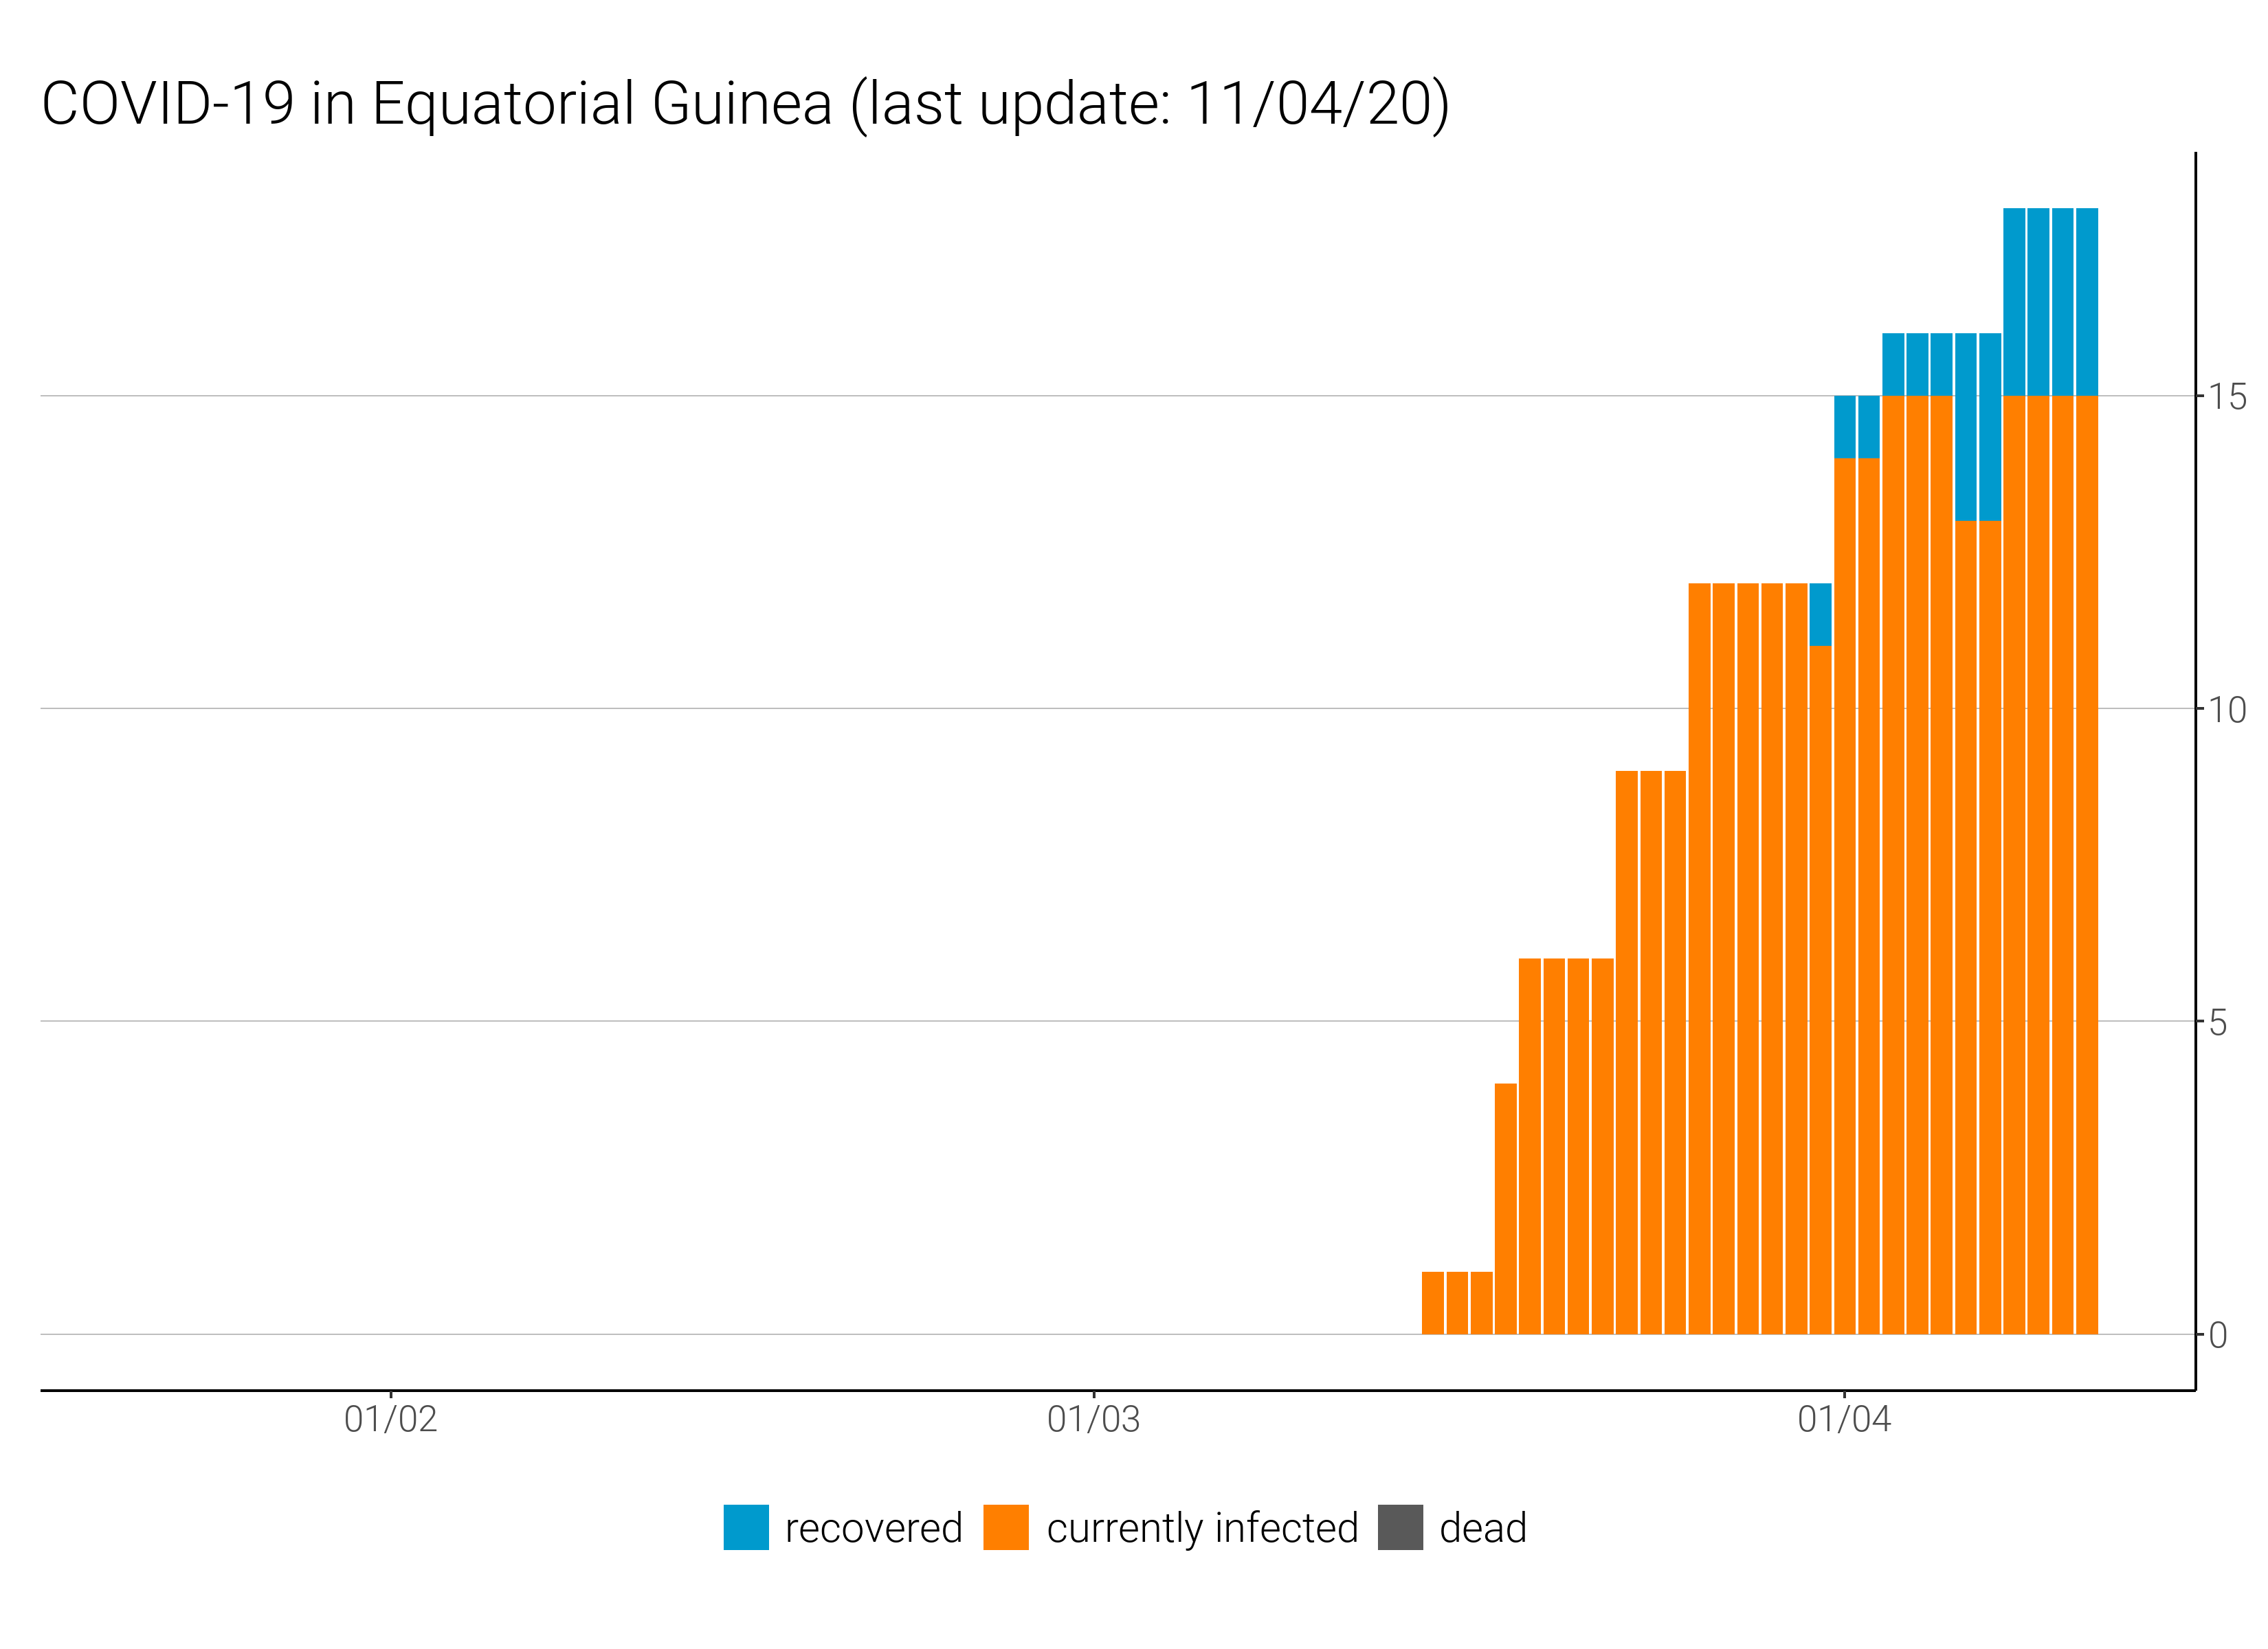 COVID-19 in Equatorial Guinea (last update: 11/04/20)
15
10
5
0
01/02 01/03 01/04
recovered currently infected dead